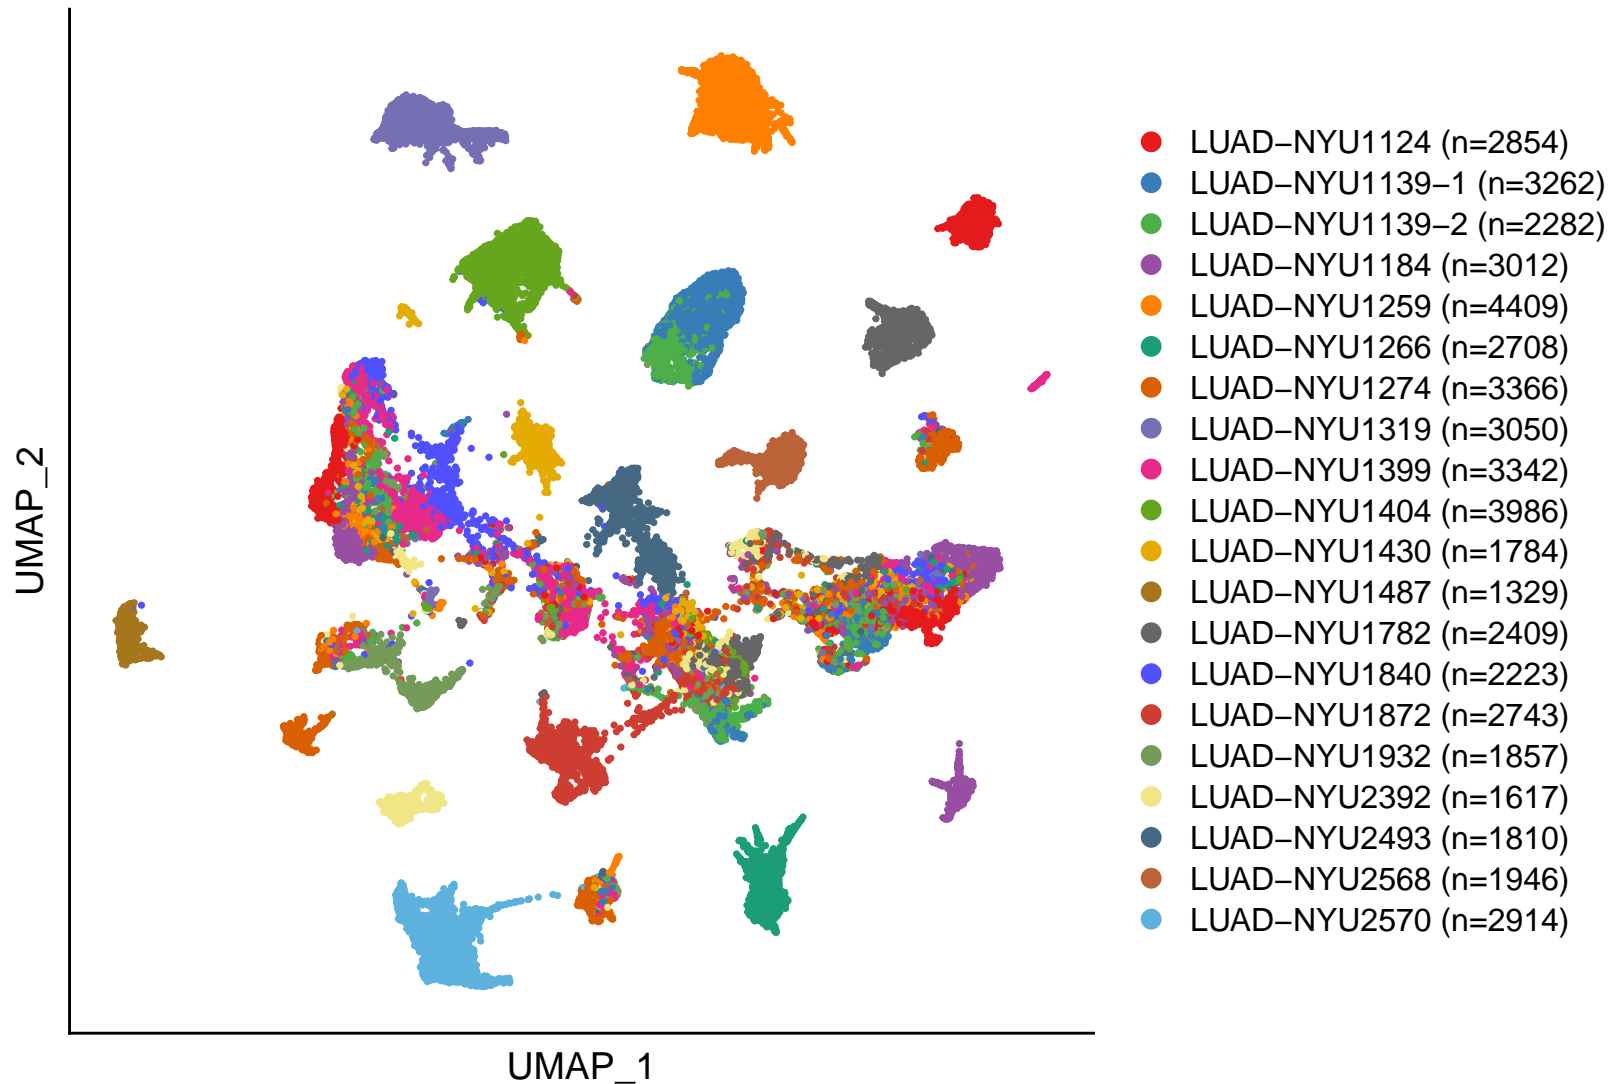 UMAP_2
UMAP_1
LUAD−NYU1124 (n=2854)
LUAD−NYU1139−1 (n=3262)
LUAD−NYU1139−2 (n=2282)
LUAD−NYU1184 (n=3012)
LUAD−NYU1259 (n=4409)
LUAD−NYU1266 (n=2708)
LUAD−NYU1274 (n=3366)
LUAD−NYU1319 (n=3050)
LUAD−NYU1399 (n=3342)
LUAD−NYU1404 (n=3986)
LUAD−NYU1430 (n=1784)
LUAD−NYU1487 (n=1329)
LUAD−NYU1782 (n=2409)
LUAD−NYU1840 (n=2223)
LUAD−NYU1872 (n=2743)
LUAD−NYU1932 (n=1857)
LUAD−NYU2392 (n=1617)
LUAD−NYU2493 (n=1810)
LUAD−NYU2568 (n=1946)
LUAD−NYU2570 (n=2914)